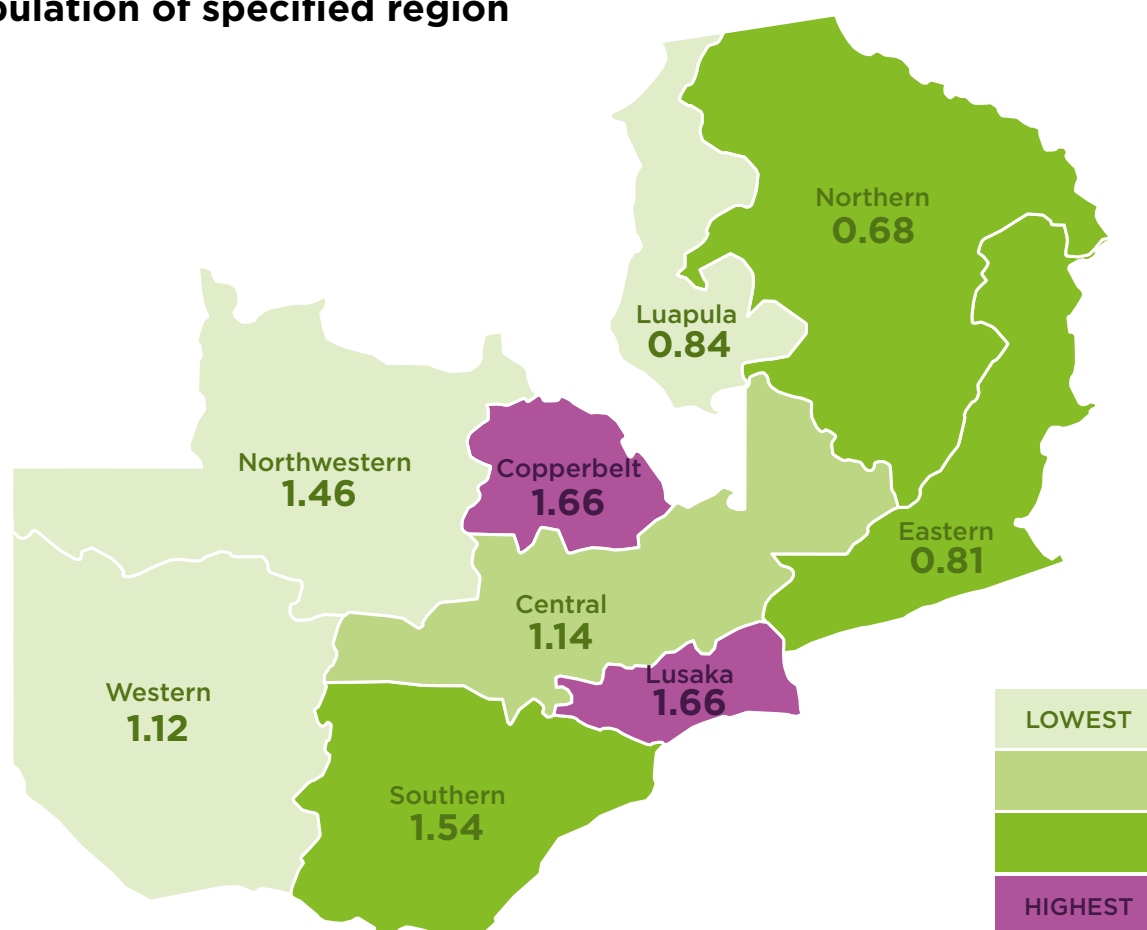 pulation of specified region
Northern
0.68
Luapula
0.84
Northwestern
1.46
Copperbelt
1.66
Eastern
0.81
Central
1.14
Lusaka
1.66
Western
1.12
Southern
1.54
LOWEST
HIGHEST